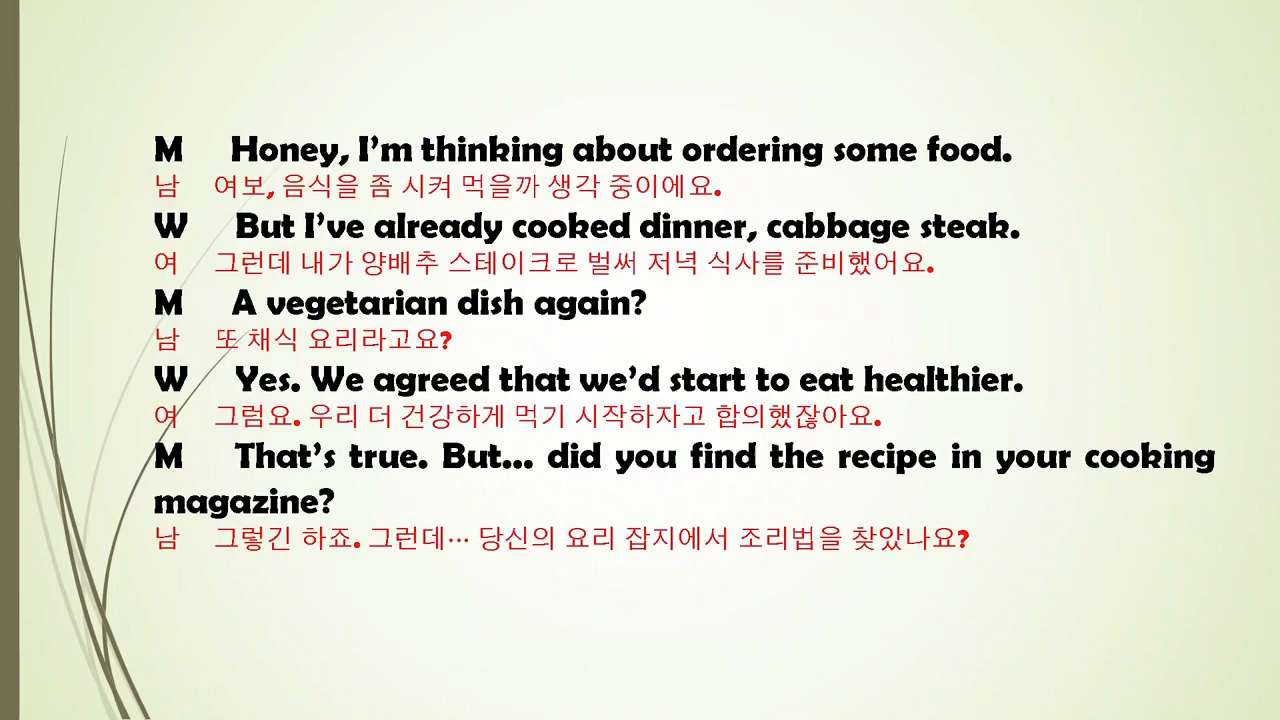 M Honey, I’m thinking about ordering some food.
남 여보, 음식을 좀 시켜 먹을까 생각 중이에요.
W But I’ve already cooked dinner, cabbage steak.
여 그런데 내가 양배추 스테이크로 벌써 저녁 식사를 준비했어요.
M A vegetarian dish again?
남 또 채식 요리라고요?
W Yes. We agreed that we’d start to eat healthier.
여 그럼요. 우리 더 건강하게 먹기 시작하자고 합의했잖아요.
M That’s true. But... did you find the recipe in your cooking
magazine?
남 그렇긴 하죠. 그런데… 당신의 요리 잡지에서 조리법을 찾았나요?